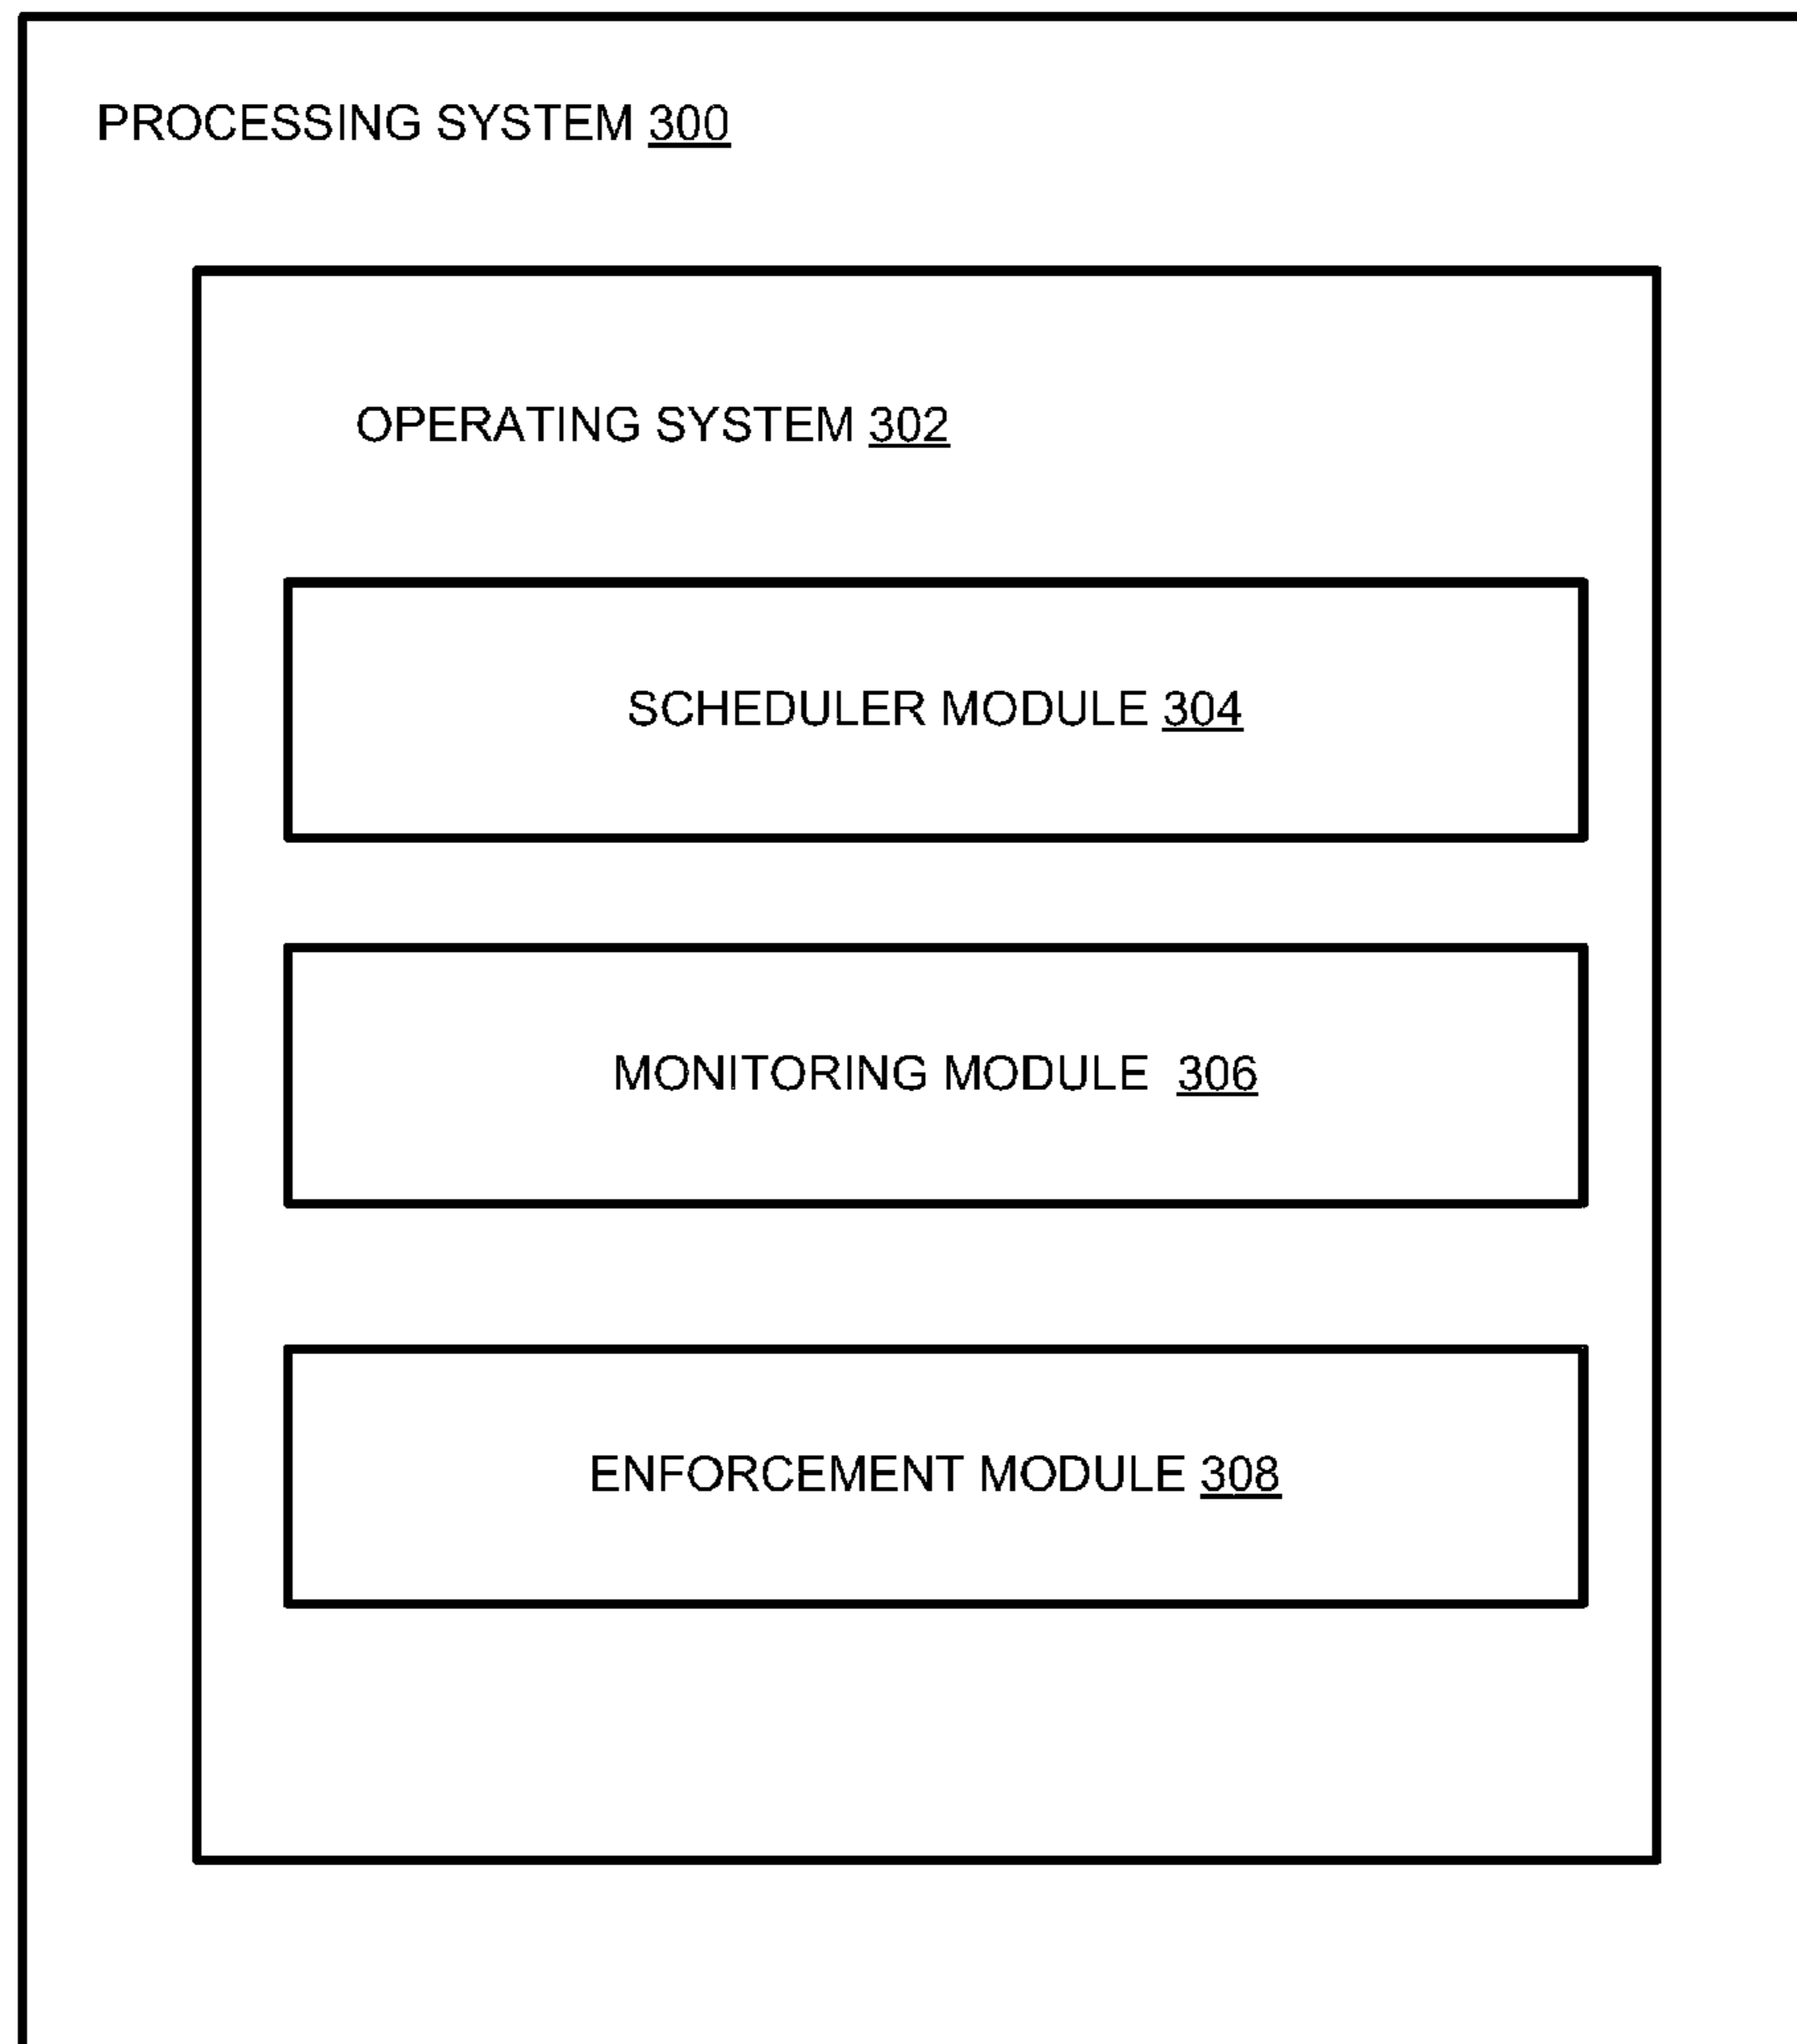 PROCESSING SYSTEM 300
OPERATING SYSTEM 302
SCHEDULER MODULE 304
MONITORING MODULE 306
ENFORCEMENT MODULE 308